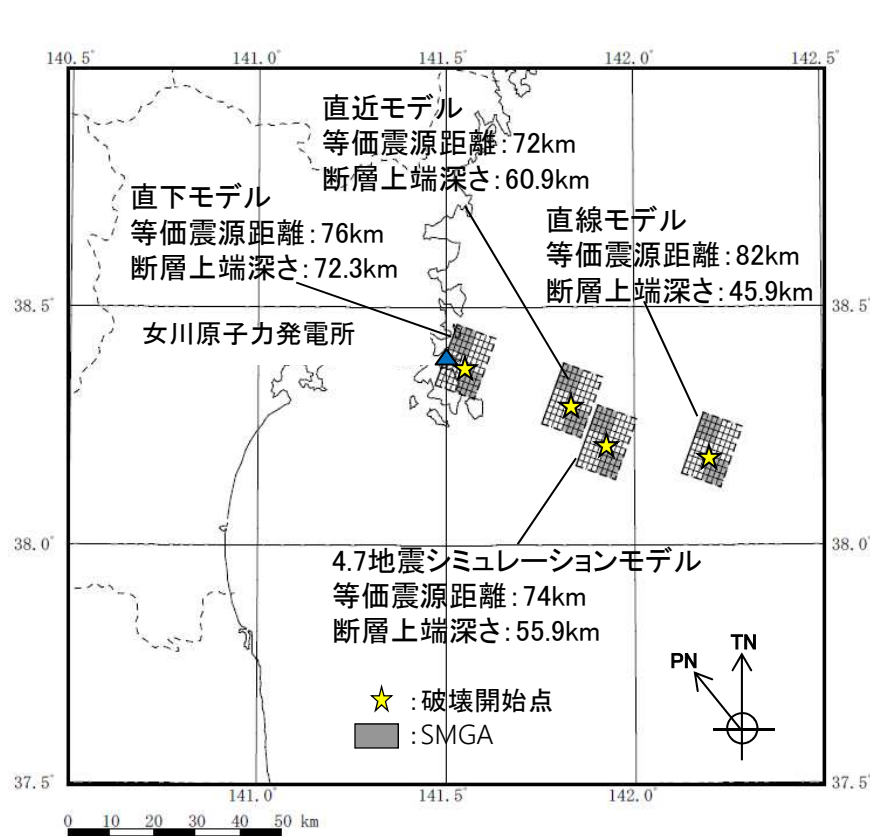 140.5°
141.0°
141.5°
142.0°
142.5°
直近モデル
等価震源距離：72km
断層上端深さ：60.9km
直下モデル
等価震源距離：76km
断層上端深さ：72.3km
直線モデル
等価震源距離：82km
断層上端深さ：45.9km
38.5°
38.5°
女川原子力発電所
38.0°
38.0°
4.7地震シミュレーションモデル
等価震源距離：74km
断層上端深さ：55.9km
PN
TN
：破壊開始点
：SMGA
37.5°
37.5°
141.0°
141.5°
142.0°
0 10 20 30 40 50 km